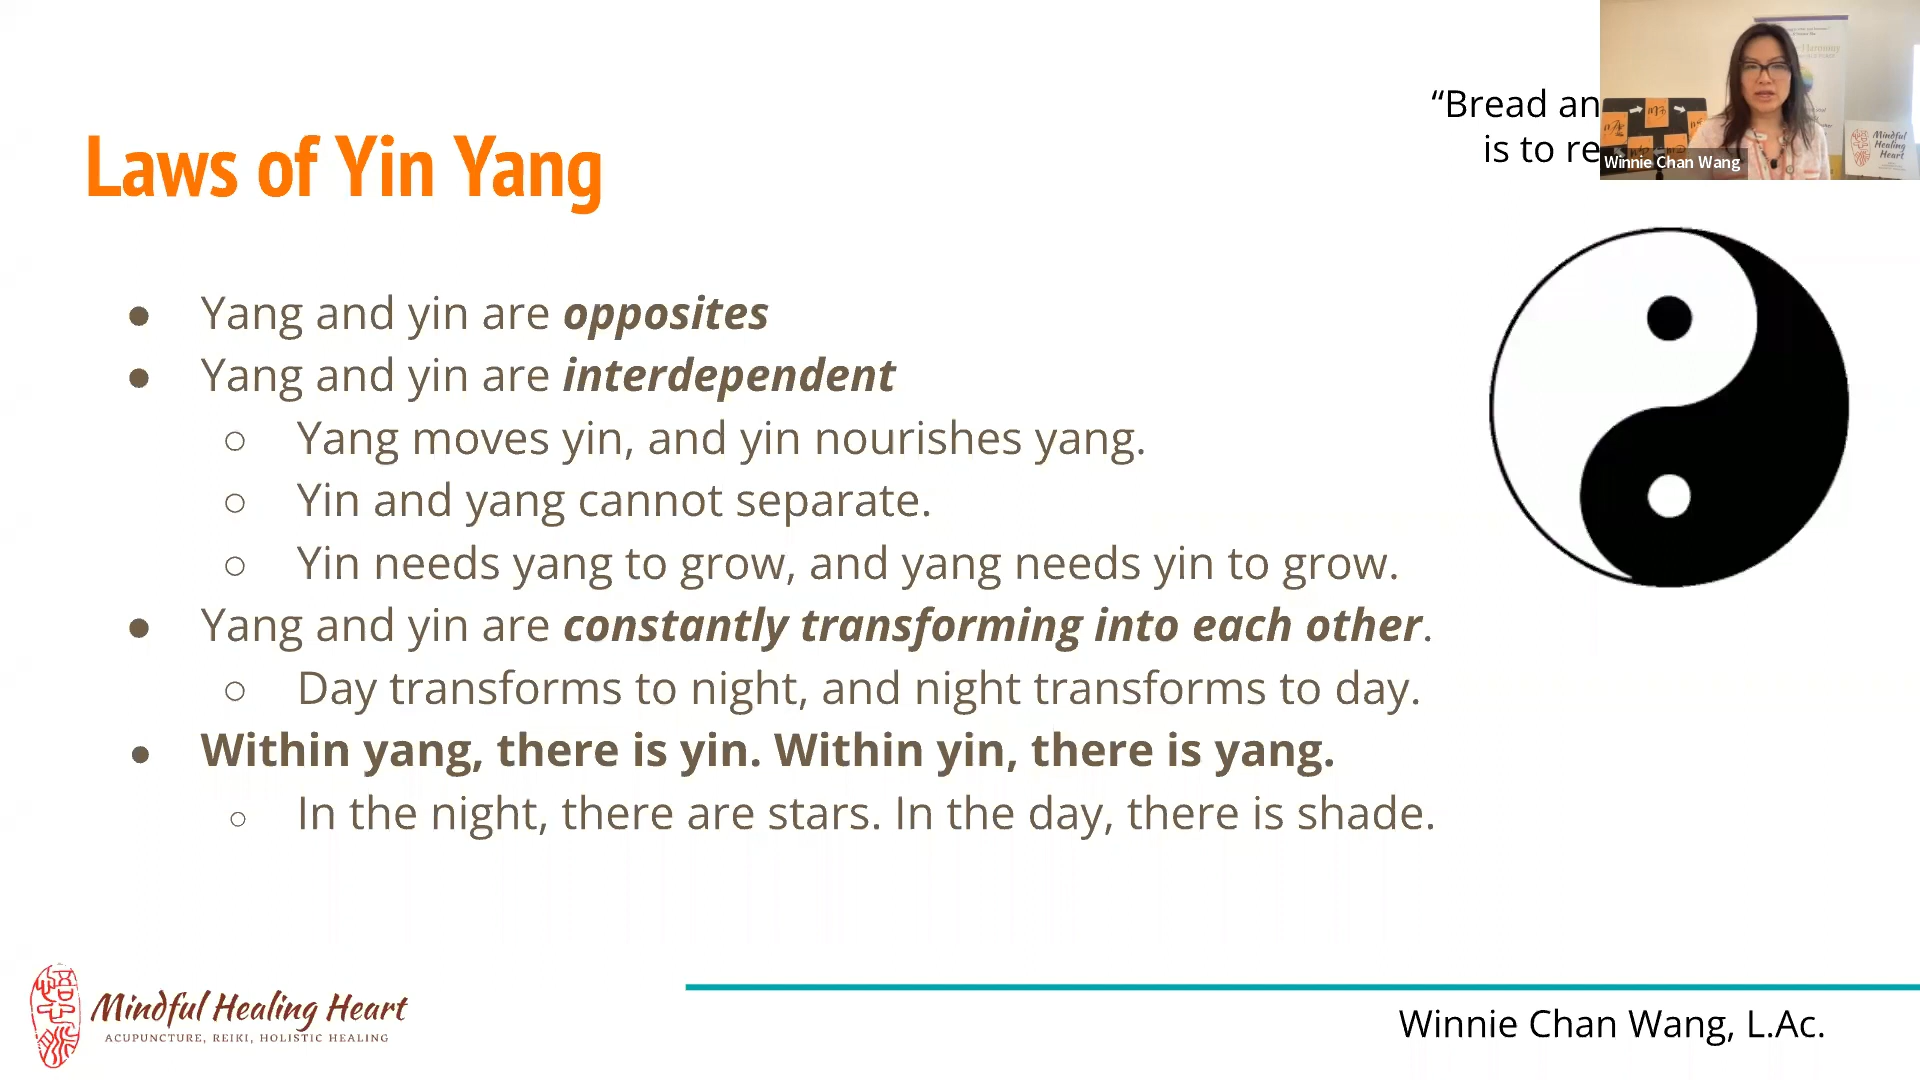 “Bread an
is to re
Winnie Chan Wang
Mindful
Healing
Heart
Laws of Yin Yang
● Yang and yin are opposites
● Yang and yin are interdependent
○ Yang moves yin, and yin nourishes yang.
○ Yin and yang cannot separate.
○ Yin needs yang to grow, and yang needs yin to grow.
● Yang and yin are constantly transforming into each other.
○ Day transforms to night, and night transforms to day.
● Within yang, there is yin. Within yin, there is yang.
○ In the night, there are stars. In the day, there is shade.
Mindful Healing Heart
ACUPUNCTURE, REIKI, HOLISTIC HEALING
Winnie Chan Wang, L.Ac.